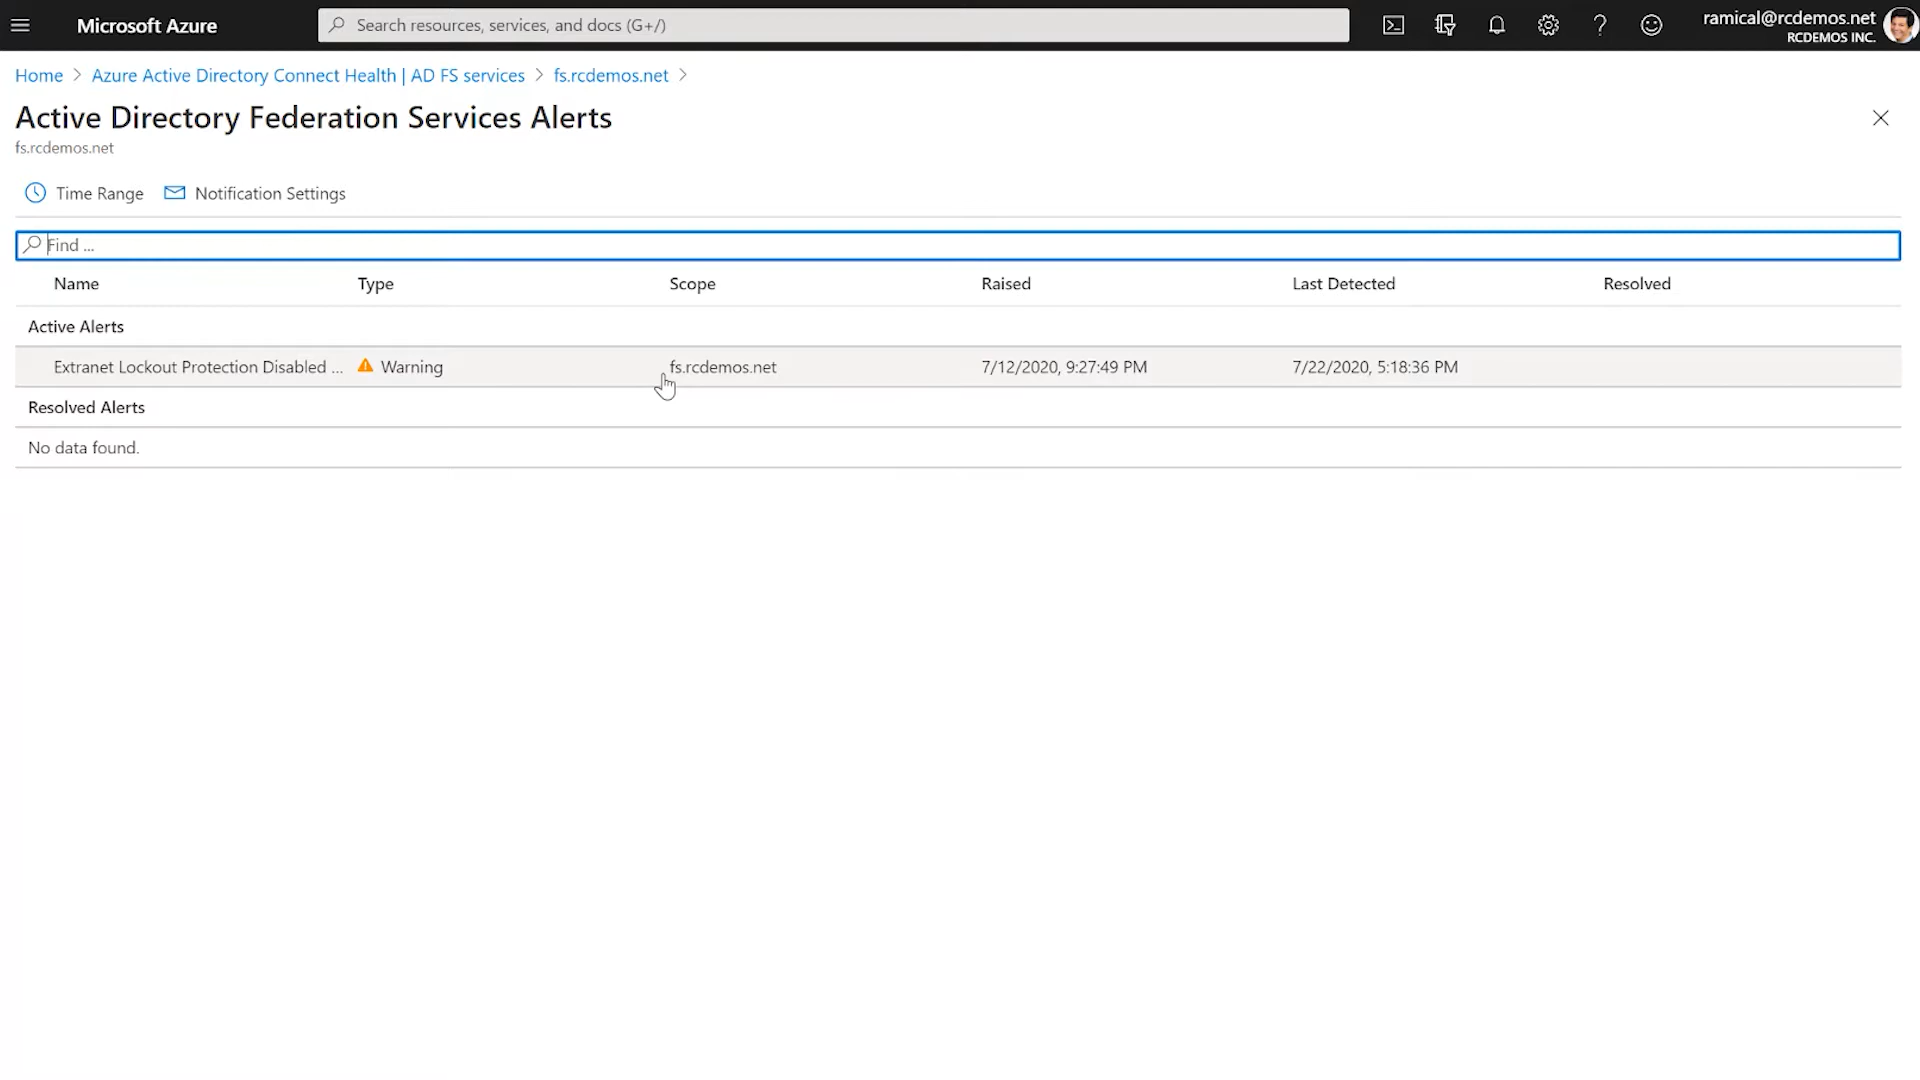 Microsoft Azure
Search resources, services, and docs (G+/)
ramical@rcdemos.net
RCDEMOS INC.
Home > Azure Active Directory Connect Health | AD FS services > fs.rcdemos.net >
Active Directory Federation Services Alerts
fs.rcdemos.net
Time Range Notification Settings
Find ...
Name Type Scope Raised Last Detected Resolved
Active Alerts
Extranet Lockout Protection Disabled ... Warning fs.rcdemos.net 7/12/2020, 9:27:49 PM 7/22/2020, 5:18:36 PM
Resolved Alerts
No data found.